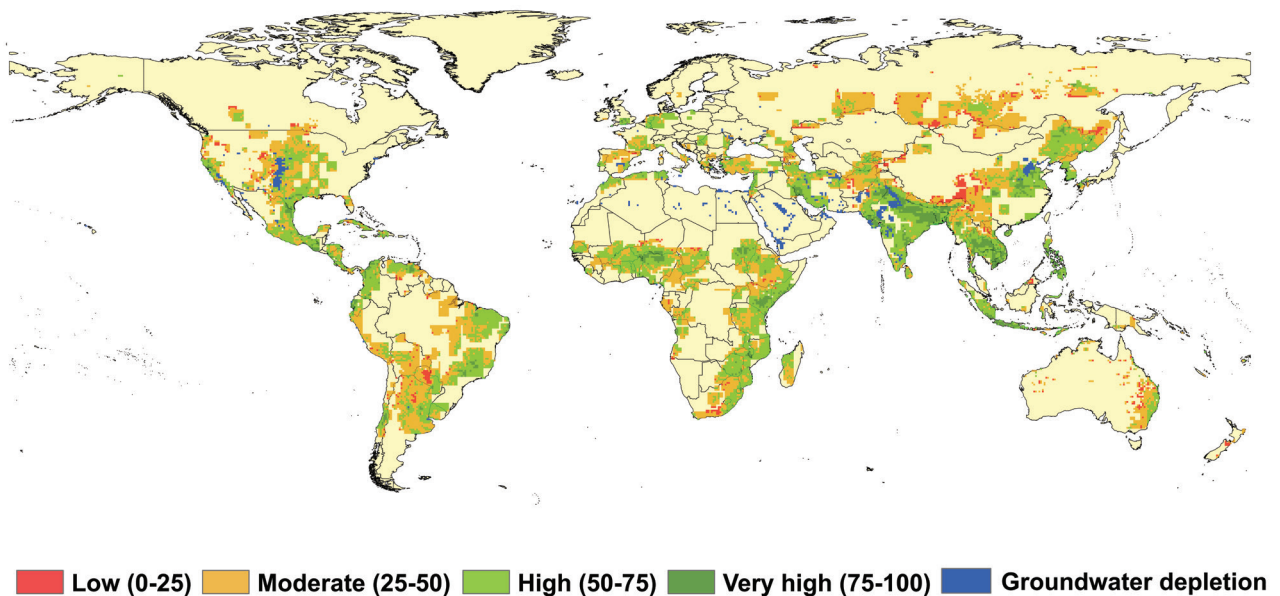 Low (0-25) Moderate (25-50) High (50-75) Very high (75-100) Groundwater depletion